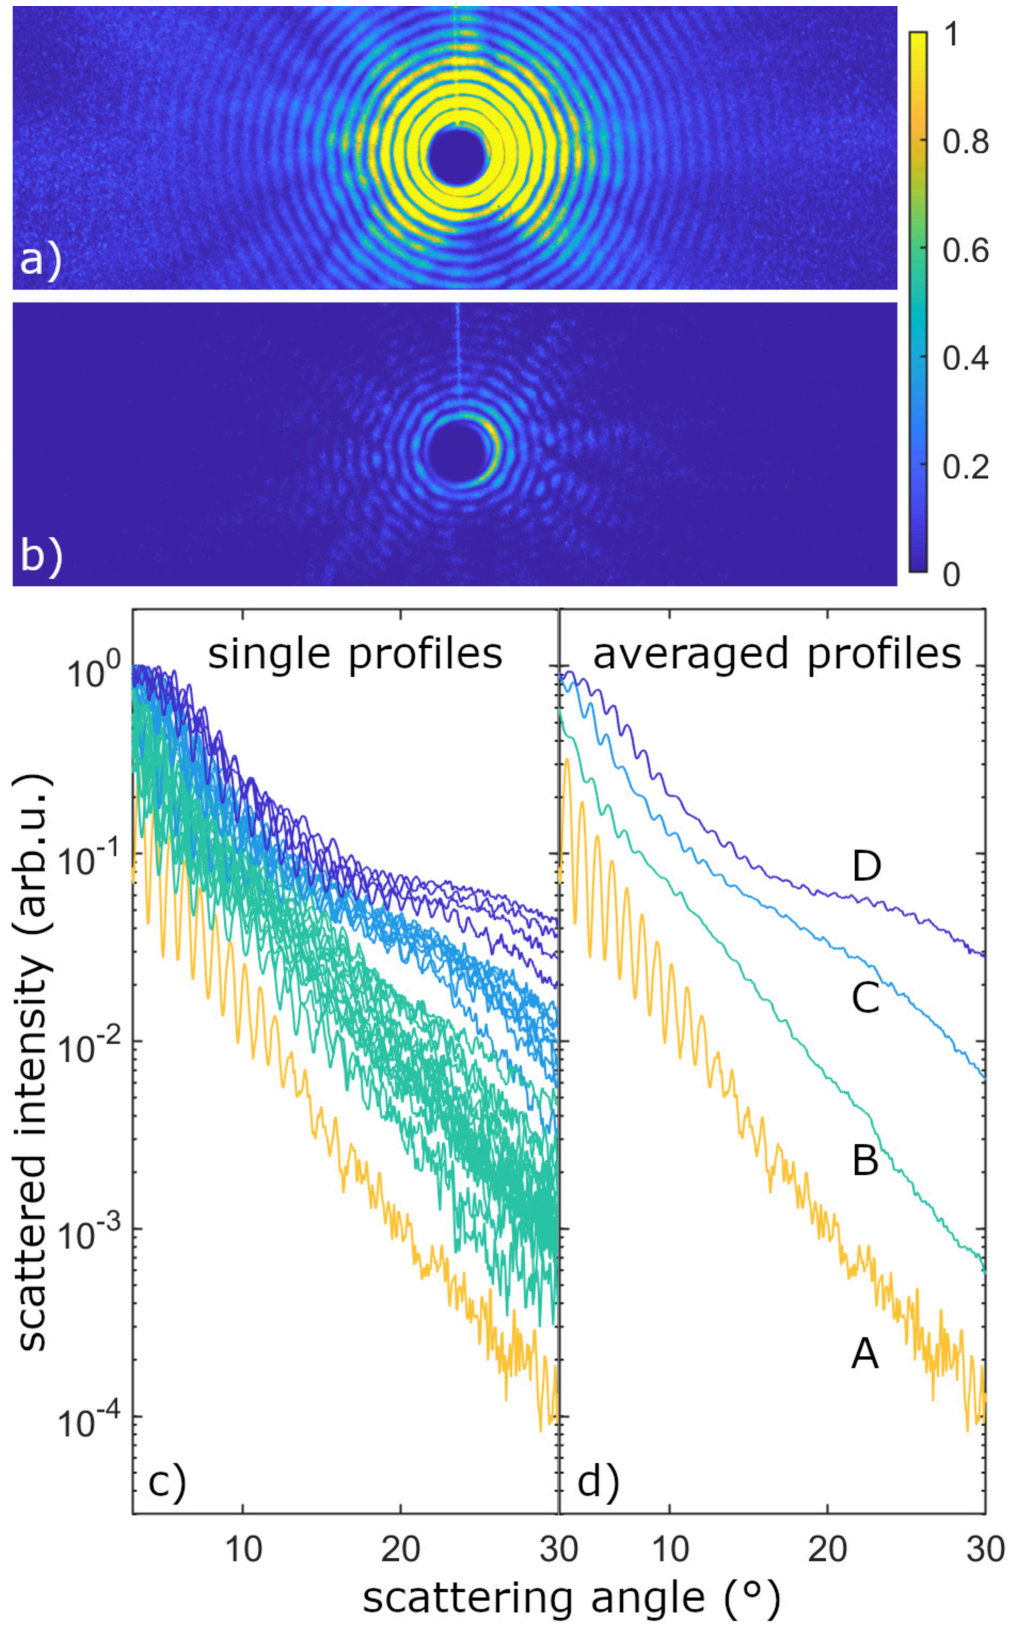 a)
1
0.8
0.6
0.4
0.2
0
b)
single profiles
averaged profiles
10^0
10^-1
10^-2
10^-3
10^-4
scattered intensity (arb.u.)
D
C
B
A
c)
d)
10 20 30 10 20 30
scattering angle (°)